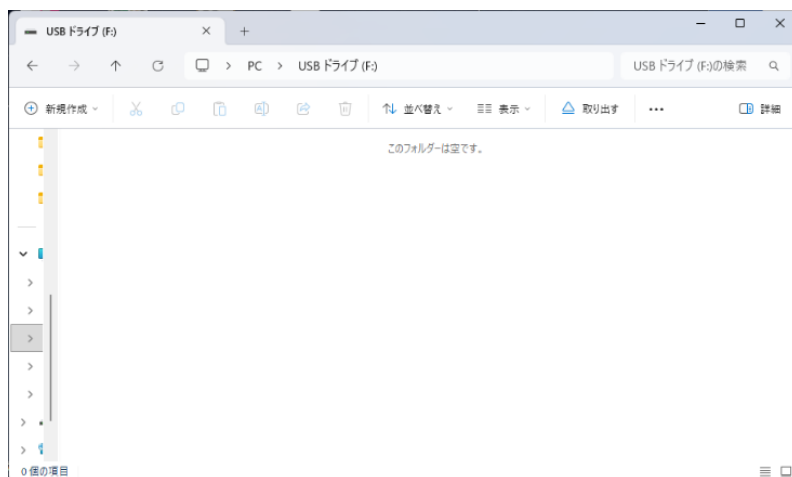 USB ドライブ (F:)
PC > USB ドライブ (F:)
USB ドライブ (F:)の検索
新規作成
並べ替え
表示
取り出す
詳細
このフォルダーは空です。
0 個の項目